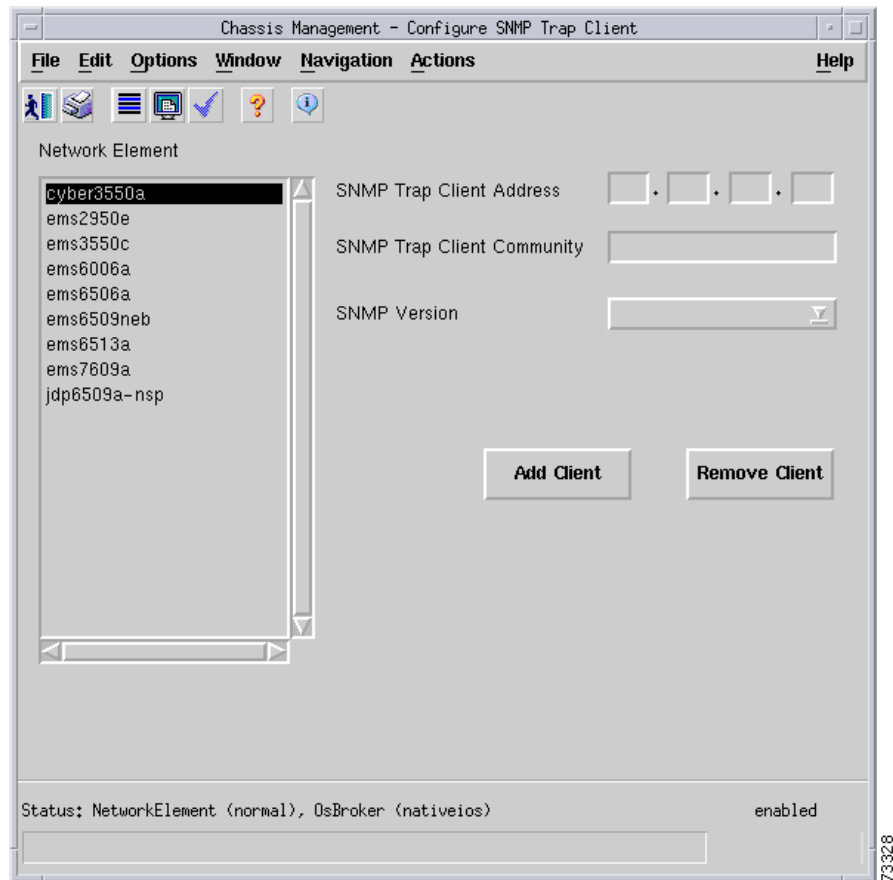 Chassis Management - Configure SNMP Trap Client
File Edit Options Window Navigation Actions Help
Network Element
cyber3550a
ems2950e
ems3550c
ems6006a
ems6506a
ems6509neb
ems6513a
ems7609a
jdp6509a-nsp
SNMP Trap Client Address . . .
SNMP Trap Client Community
SNMP Version
Add Client Remove Client
Status: NetworkElement (normal), OsBroker (nativeios) enabled
73328